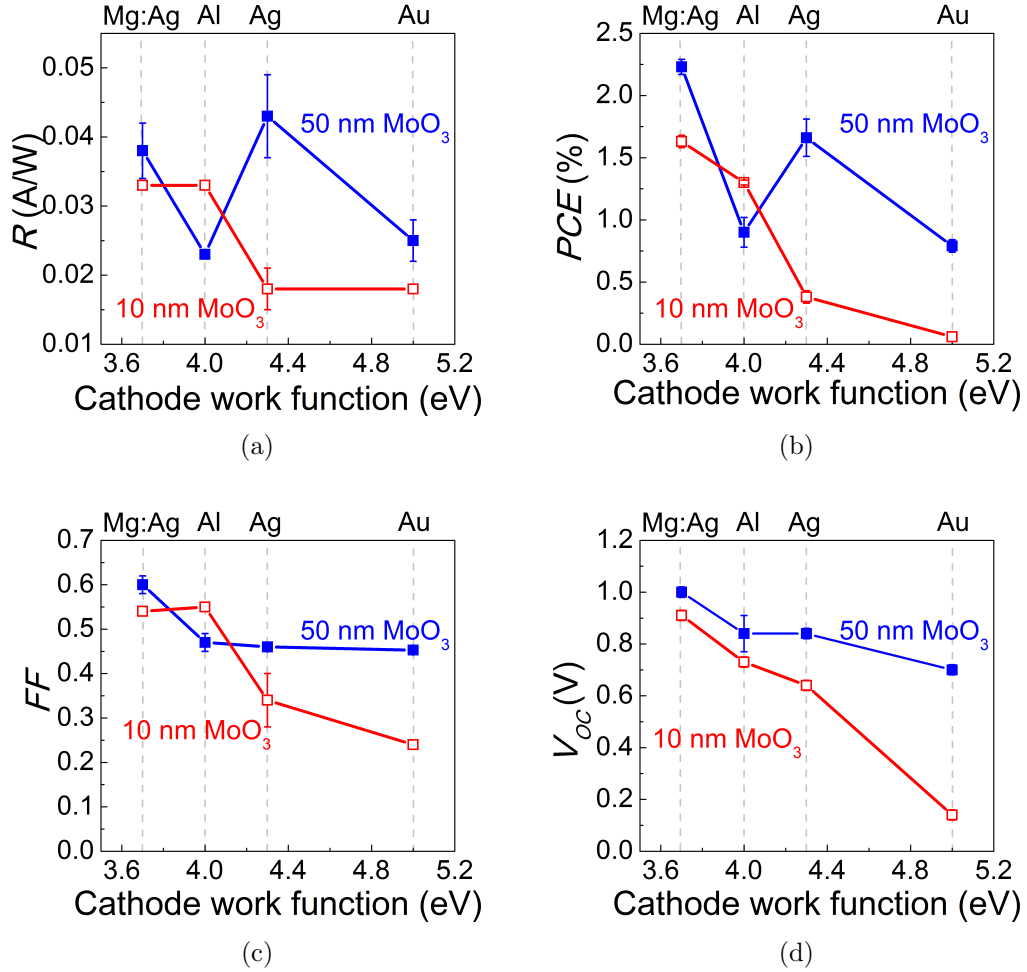 Mg:Ag Al Ag Au
0.05
0.04
0.03
0.02
0.01
R (A/W)
50 nm MoO3
10 nm MoO3
3.6 4.0 4.4 4.8 5.2
Cathode work function (eV)
(a)
Mg:Ag Al Ag Au
2.5
2.0
1.5
1.0
0.5
0.0
PCE (%)
50 nm MoO3
10 nm MoO3
3.6 4.0 4.4 4.8 5.2
Cathode work function (eV)
(b)
Mg:Ag Al Ag Au
0.7
0.6
0.5
0.4
0.3
0.2
0.1
0.0
FF
50 nm MoO3
10 nm MoO3
3.6 4.0 4.4 4.8 5.2
Cathode work function (eV)
(c)
Mg:Ag Al Ag Au
1.2
1.0
0.8
0.6
0.4
0.2
0.0
VOC (V)
50 nm MoO3
10 nm MoO3
3.6 4.0 4.4 4.8 5.2
Cathode work function (eV)
(d)